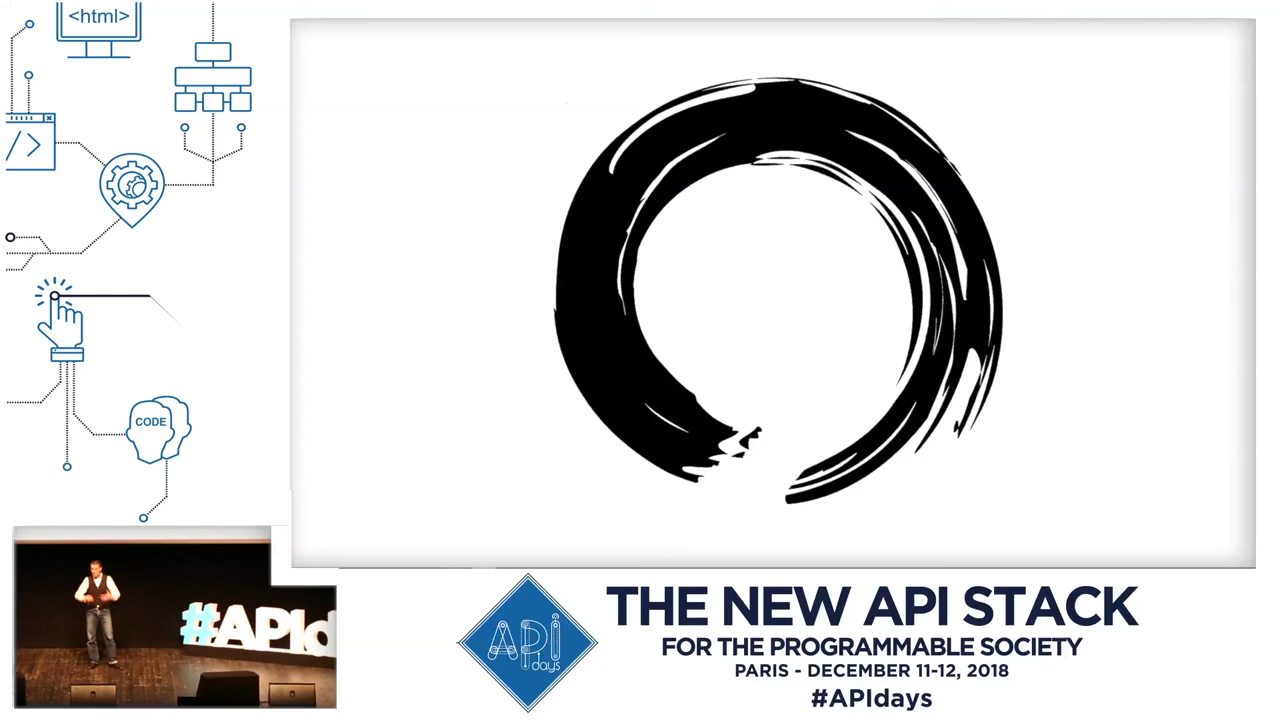 <html>
</>
CODE
#APId
API
days
THE NEW API STACK
FOR THE PROGRAMMABLE SOCIETY
PARIS - DECEMBER 11-12, 2018
#APIdays